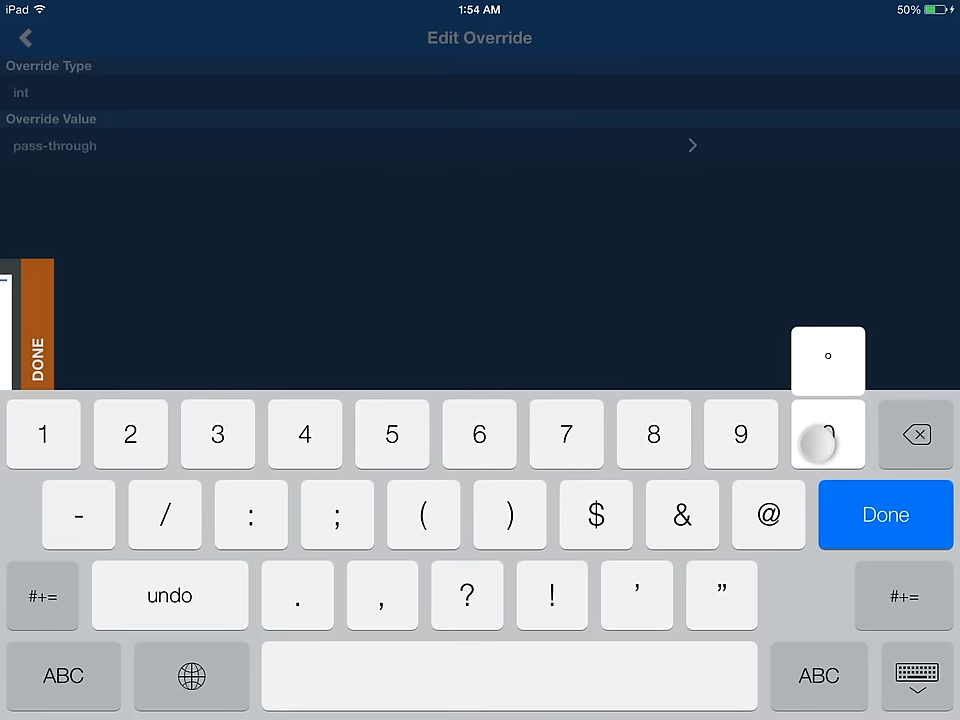 iPad 1:54 AM 50%
Edit Override
Override Type
int
Override Value
pass-through
DONE
°
1 2 3 4 5 6 7 8 9
- / : ; ( ) $ & @ Done
#+= undo . , ? ! ’ ” #+=
ABC ABC